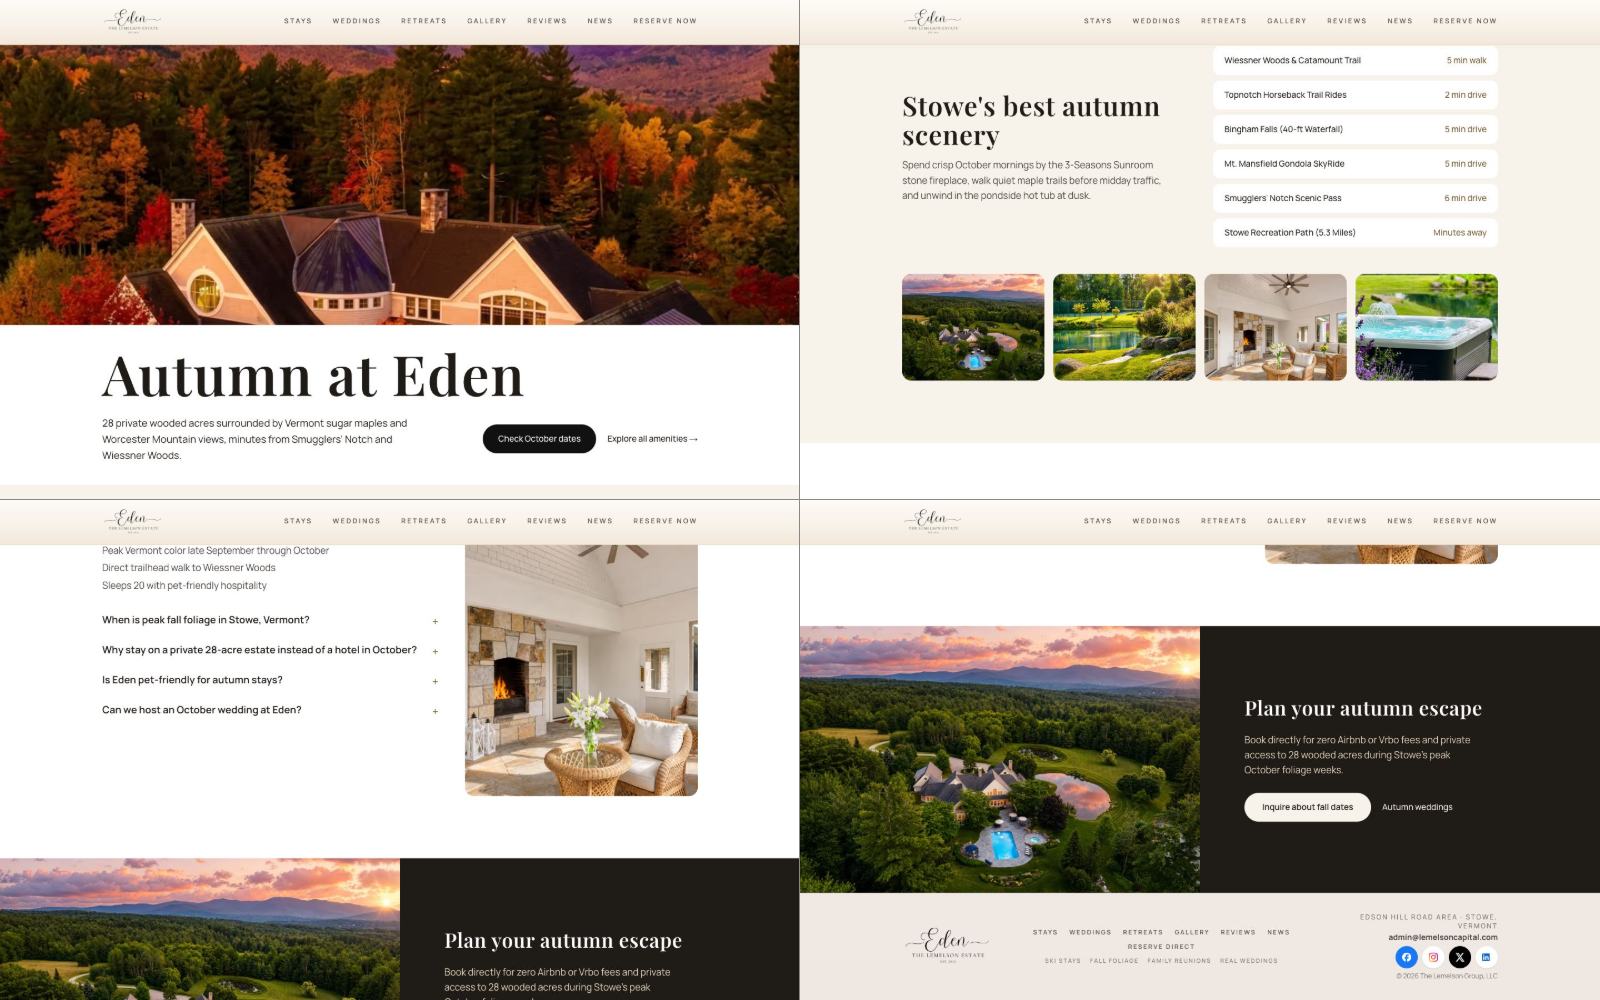 Eden
THE LEMELSON ESTATE
STAYS WEDDINGS RETREATS GALLERY REVIEWS NEWS RESERVE NOW
Autumn at Eden
28 private wooded acres surrounded by Vermont sugar maples and
Worcester Mountain views, minutes from Smugglers' Notch and
Wiessner Woods.
Check October dates
Explore all amenities →
Eden
THE LEMELSON ESTATE
STAYS WEDDINGS RETREATS GALLERY REVIEWS NEWS RESERVE NOW
Stowe's best autumn
scenery
Spend crisp October mornings by the 3-Seasons Sunroom
stone fireplace, walk quiet maple trails before midday traffic,
and unwind in the pondside hot tub at dusk.
Wiessner Woods & Catamount Trail 5 min walk
Topnotch Horseback Trail Rides 2 min drive
Bingham Falls (40-ft Waterfall) 5 min drive
Mt. Mansfield Gondola SkyRide 5 min drive
Smugglers' Notch Scenic Pass 6 min drive
Stowe Recreation Path (5.3 Miles) Minutes away
Eden
THE LEMELSON ESTATE
STAYS WEDDINGS RETREATS GALLERY REVIEWS NEWS RESERVE NOW
Peak Vermont color late September through October
Direct trailhead walk to Wiessner Woods
Sleeps 20 with pet-friendly hospitality
When is peak fall foliage in Stowe, Vermont? +
Why stay on a private 28-acre estate instead of a hotel in October? +
Is Eden pet-friendly for autumn stays? +
Can we host an October wedding at Eden? +
Plan your autumn escape
Book directly for zero Airbnb or Vrbo fees and private
access to 28 wooded acres during Stowe's peak
Eden
THE LEMELSON ESTATE
STAYS WEDDINGS RETREATS GALLERY REVIEWS NEWS RESERVE NOW
Plan your autumn escape
Book directly for zero Airbnb or Vrbo fees and private
access to 28 wooded acres during Stowe's peak
October foliage weeks.
Inquire about fall dates
Autumn weddings
Eden
THE LEMELSON ESTATE
STAYS WEDDINGS RETREATS GALLERY REVIEWS NEWS
RESERVE DIRECT
SKI STAYS FALL FOLIAGE FAMILY REUNIONS REAL WEDDINGS
EDSON HILL ROAD AREA · STOWE,
VERMONT
admin@lemelsoncapital.com
© 2026 The Lemelson Group, LLC